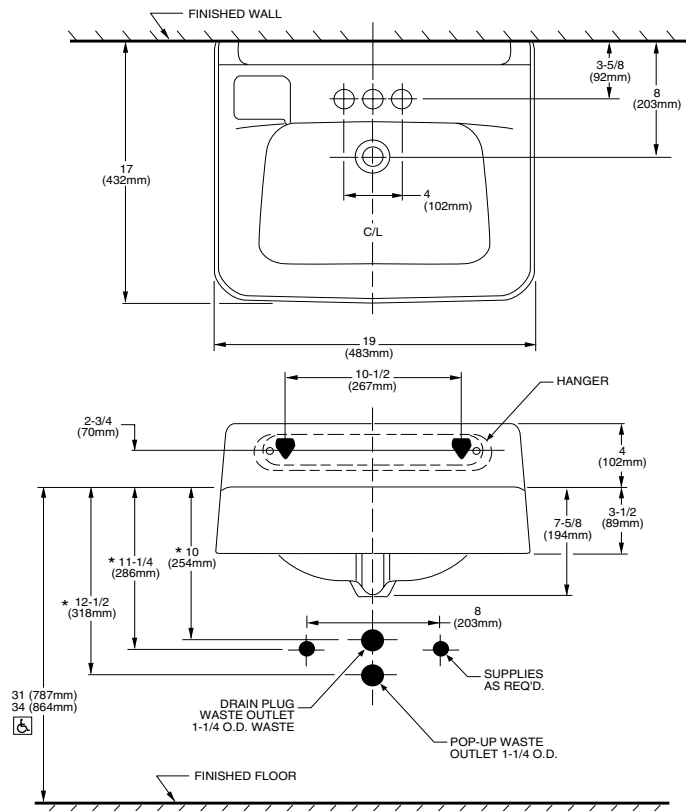 FINISHED WALL
3-5/8
(92mm)
8
(203mm)
17
(432mm)
4
(102mm)
C/L
19
(483mm)
10-1/2
(267mm)
HANGER
2-3/4
(70mm)
4
(102mm)
3-1/2
(89mm)
7-5/8
(194mm)
* 10
(254mm)
* 11-1/4
(286mm)
* 12-1/2
(318mm)
8
(203mm)
SUPPLIES
AS REQ'D.
DRAIN PLUG
WASTE OUTLET
1-1/4 O.D. WASTE
31 (787mm)
34 (864mm)
POP-UP WASTE
OUTLET 1-1/4 O.D.
FINISHED FLOOR